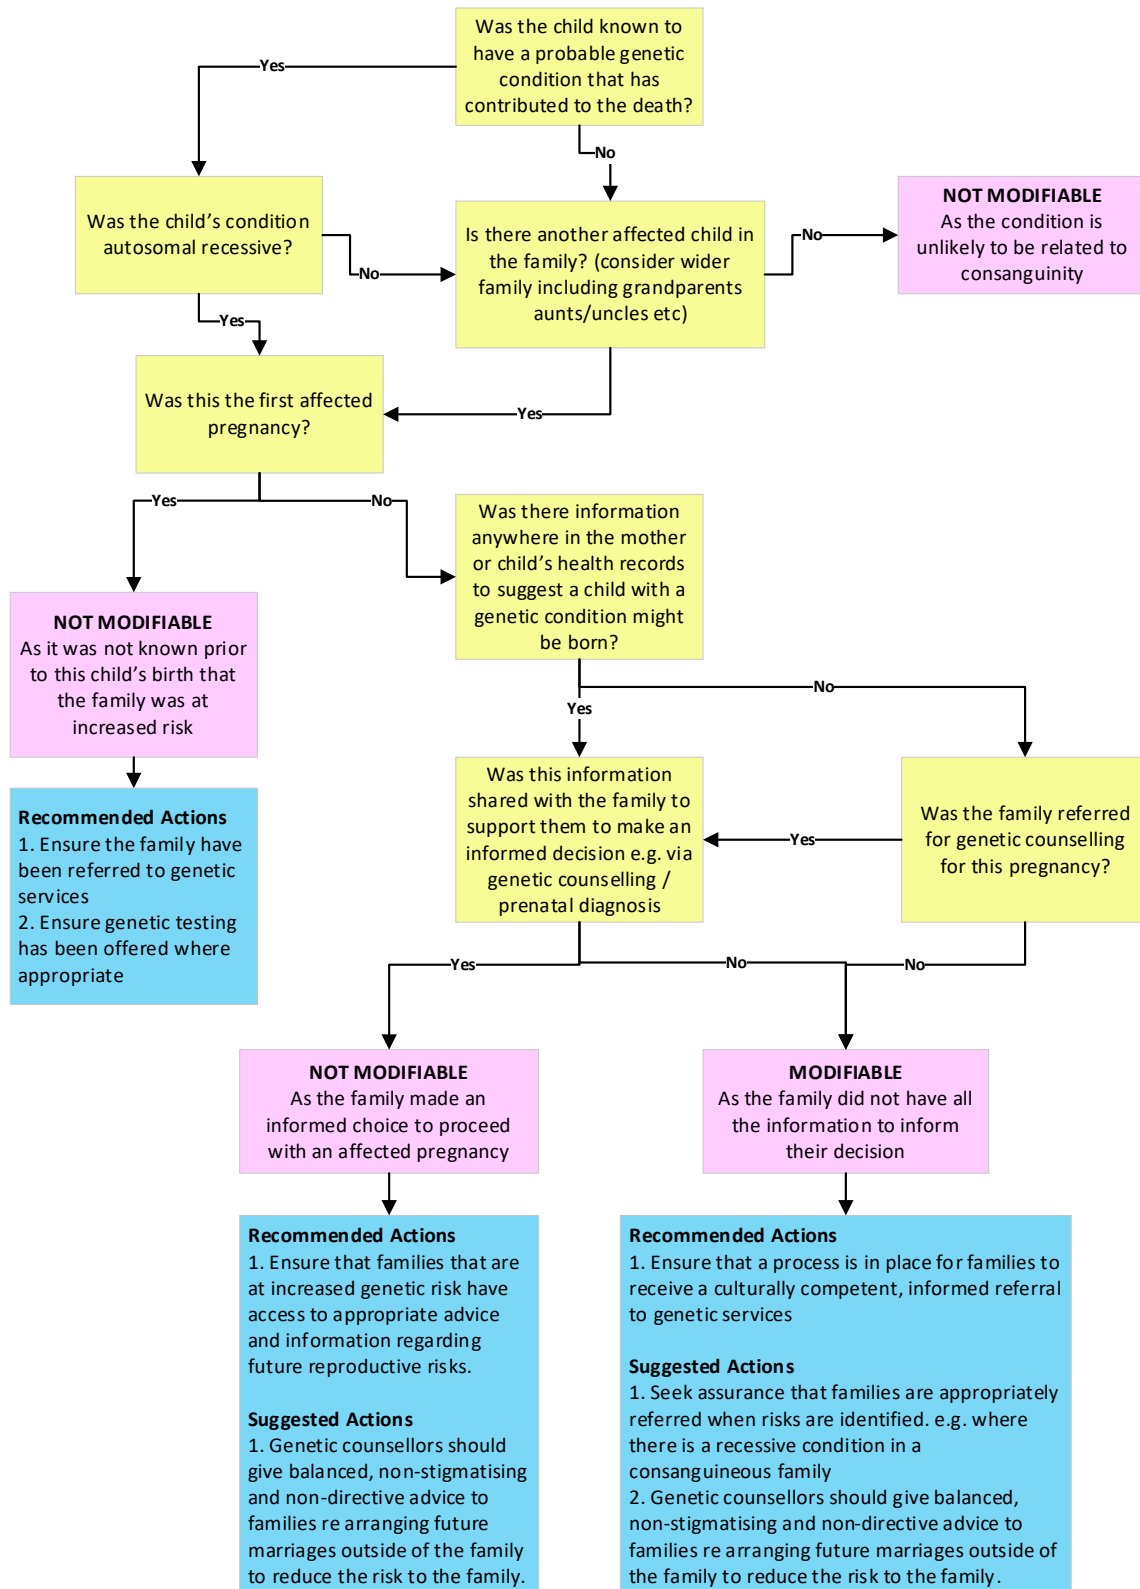 Was the child known to
have a probable genetic
condition that has
contributed to the death?
Yes
No
Was the child’s condition
autosomal recessive?
No
Yes
Is there another affected child in
the family? (consider wider
family including grandparents
aunts/uncles etc)
No
Yes
NOT MODIFIABLE
As the condition is
unlikely to be related to
consanguinity
Was this the first affected
pregnancy?
Yes
No
NOT MODIFIABLE
As it was not known prior
to this child’s birth that
the family was at
increased risk
Recommended Actions
1. Ensure the family have
been referred to genetic
services
2. Ensure genetic testing
has been offered where
appropriate
Was there information
anywhere in the mother
or child’s health records
to suggest a child with a
genetic condition might
be born?
Yes
No
Was this information
shared with the family to
support them to make an
informed decision e.g. via
genetic counselling /
prenatal diagnosis
Yes
Was the family referred
for genetic counselling
for this pregnancy?
Yes
No
No
NOT MODIFIABLE
As the family made an
informed choice to proceed
with an affected pregnancy
MODIFIABLE
As the family did not have all
the information to inform
their decision
Recommended Actions
1. Ensure that families that are
at increased genetic risk have
access to appropriate advice
and information regarding
future reproductive risks.
Suggested Actions
1. Genetic counsellors should
give balanced, non-stigmatising
and non-directive advice to
families re arranging future
marriages outside of the family
to reduce the risk to the family.
Recommended Actions
1. Ensure that a process is in place for families to
receive a culturally competent, informed referral
to genetic services
Suggested Actions
1. Seek assurance that families are appropriately
referred when risks are identified. e.g. where
there is a recessive condition in a
consanguineous family
2. Genetic counsellors should give balanced,
non-stigmatising and non-directive advice to
families re arranging future marriages outside of
the family to reduce the risk to the family.